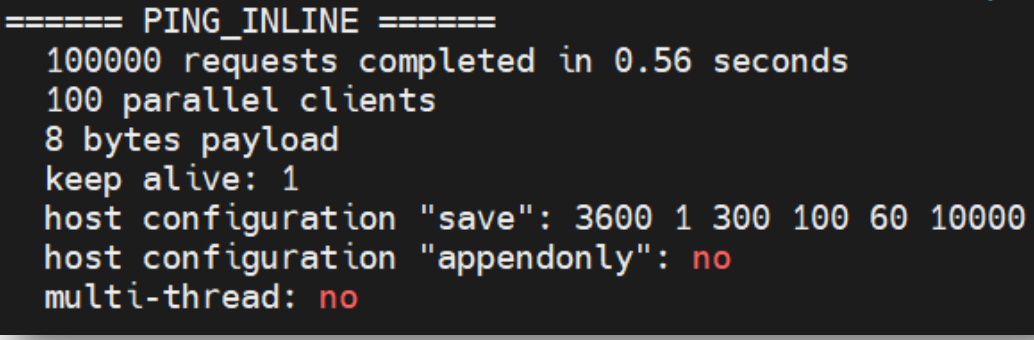 ====== PING_INLINE ======
100000 requests completed in 0.56 seconds
100 parallel clients
8 bytes payload
keep alive: 1
host configuration "save": 3600 1 300 100 60 10000
host configuration "appendonly": no
multi-thread: no